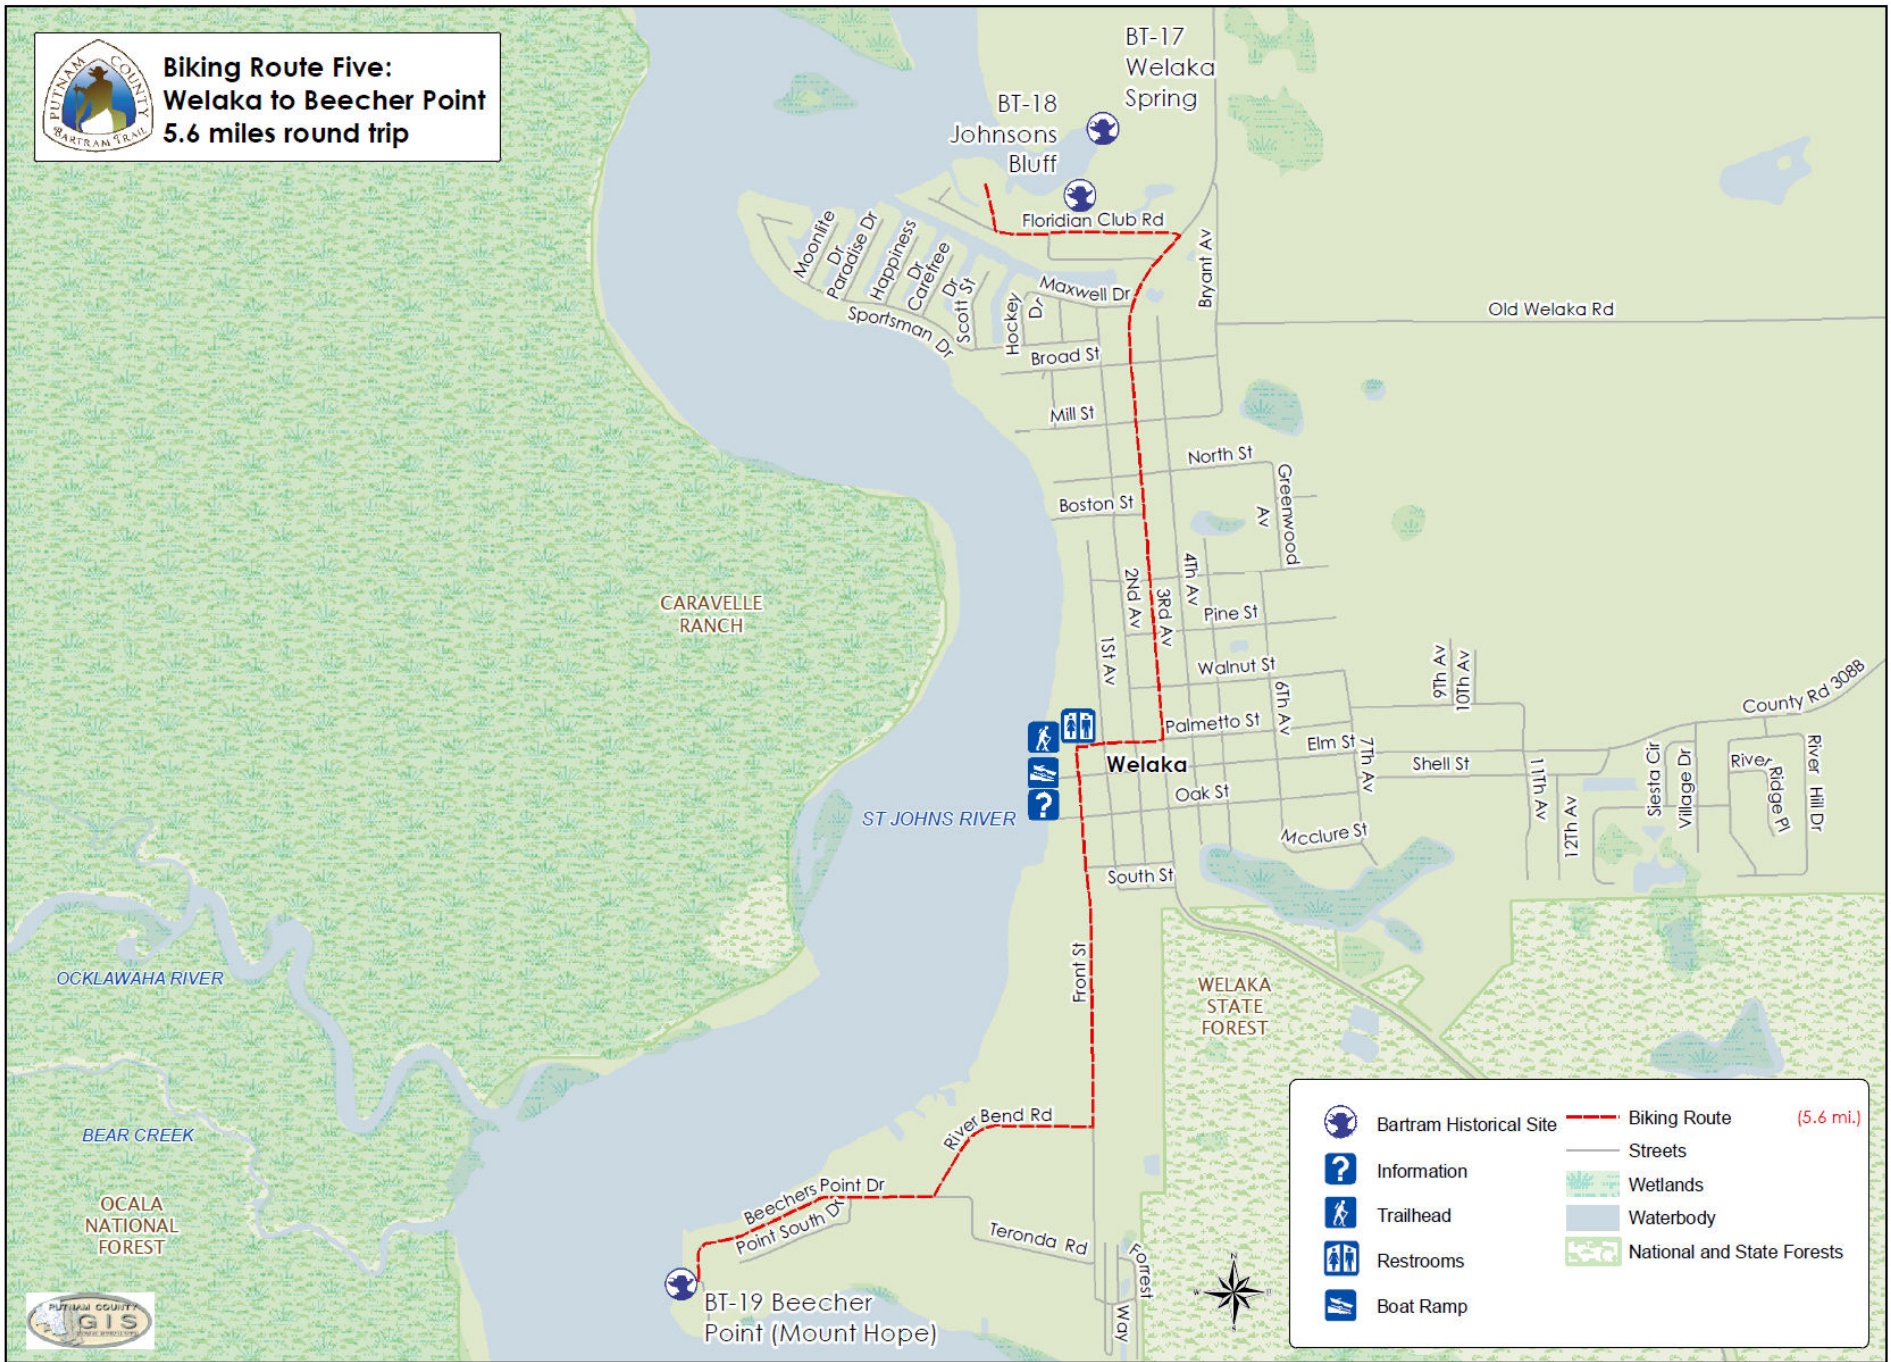 PUTNAM COUNTY
BARTRAM TRAIL
Biking Route Five:
Welaka to Beecher Point
5.6 miles round trip
BT-17
Welaka
Spring
BT-18
Johnsons
Bluff
Floridian Club Rd
Bryant Av
Moonlite
Dr
Paradise Dr
Happiness
Dr
Carefree
Dr
Scott St
Sportsman Dr
Hockey
Dr
Maxwell Dr
Old Welaka Rd
Broad St
Mill St
North St
Greenwood
Av
Boston St
2Nd Av
3Rd Av
4Th Av
Pine St
1St Av
Walnut St
6Th Av
9Th Av
10Th Av
County Rd 308B
CARAVELLE
RANCH
Palmetto St
Elm St
7Th Av
Welaka
Shell St
Oak St
Mcclure St
11Th Av
12Th Av
Siesta Cir
Village Dr
River
Ridge Pl
River Hill Dr
ST JOHNS RIVER
South St
Front St
OCKLAWAHA RIVER
WELAKA
STATE
FOREST
BEAR CREEK
River Bend Rd
OCALA
NATIONAL
FOREST
Beechers Point Dr
Point South Dr
Teronda Rd
Forrest
Way
BT-19 Beecher
Point (Mount Hope)
PUTNAM COUNTY
GIS
N
W
S
Bartram Historical Site
?
Information
Trailhead
Restrooms
Boat Ramp
Biking Route (5.6 mi.)
Streets
Wetlands
Waterbody
National and State Forests